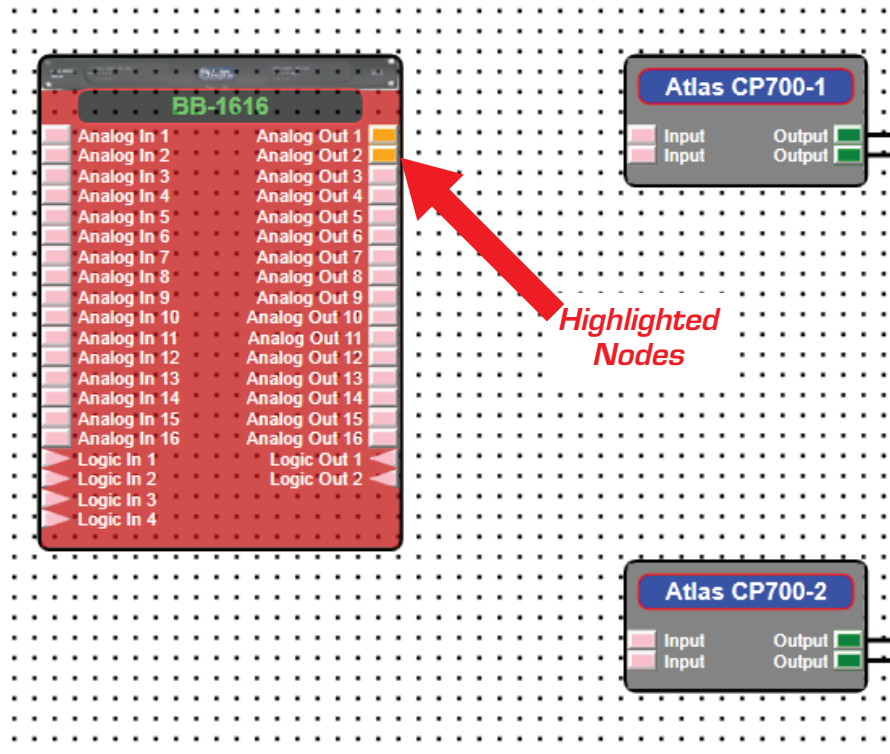 BB-1616
Analog In 1 Analog Out 1
Analog In 2 Analog Out 2
Analog In 3 Analog Out 3
Analog In 4 Analog Out 4
Analog In 5 Analog Out 5
Analog In 6 Analog Out 6
Analog In 7 Analog Out 7
Analog In 8 Analog Out 8
Analog In 9 Analog Out 9
Analog In 10 Analog Out 10
Analog In 11 Analog Out 11
Analog In 12 Analog Out 12
Analog In 13 Analog Out 13
Analog In 14 Analog Out 14
Analog In 15 Analog Out 15
Analog In 16 Analog Out 16
Logic In 1 Logic Out 1
Logic In 2 Logic Out 2
Logic In 3
Logic In 4
Highlighted
Nodes
Atlas CP700-1
Input Output
Input Output
Atlas CP700-2
Input Output
Input Output